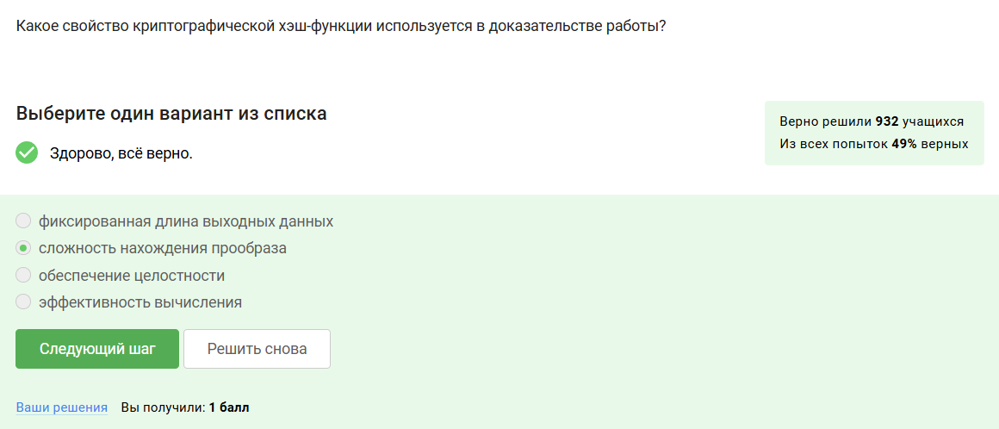 Какое свойство криптографической хэш-функции используется в доказательстве работы?
Выберите один вариант из списка
Здорово, всё верно.
Верно решили 932 учащихся
Из всех попыток 49% верных
фиксированная длина выходных данных
сложность нахождения прообраза
обеспечение целостности
эффективность вычисления
Следующий шаг
Решить снова
Ваши решения Вы получили: 1 балл